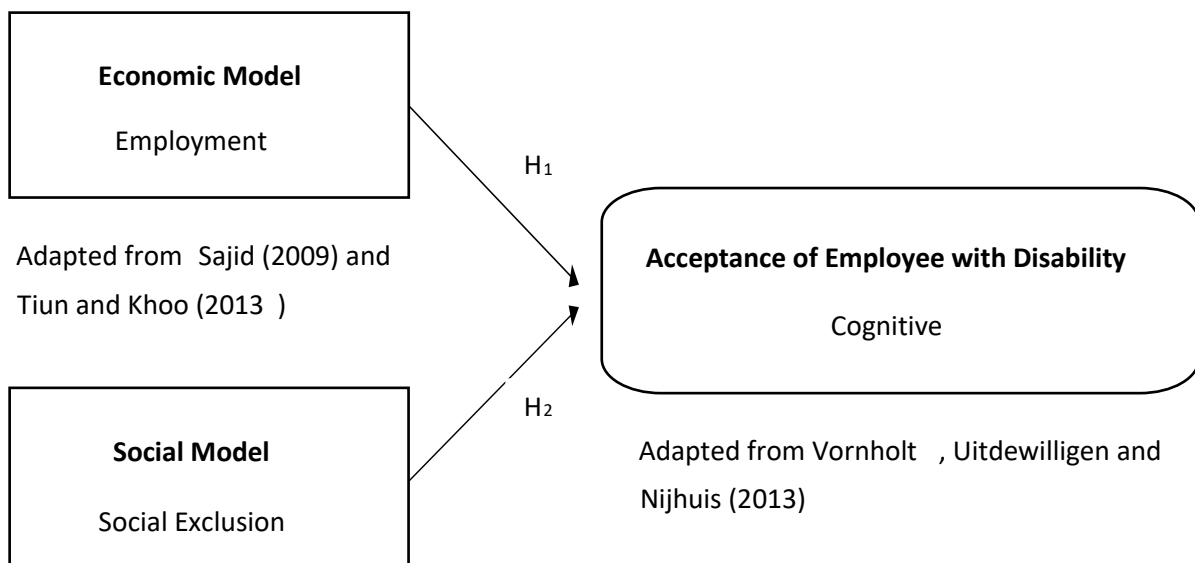 Economic Model
Employment
H1
Adapted from Sajid (2009) and
Tiun and Khoo (2013 )
Acceptance of Employee with Disability
Cognitive
H2
Social Model
Social Exclusion
Adapted from Vornholt , Uitdewilligen and
Nijhuis (2013)